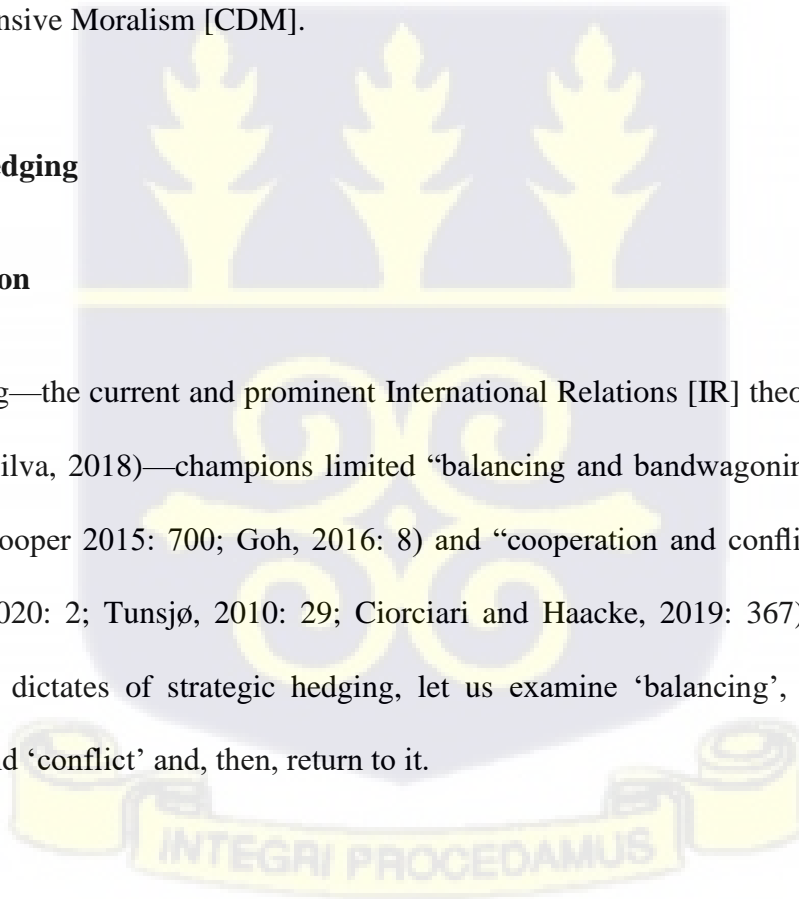 nsive Moralism [CDM].
edging
on
g—the current and prominent International Relations [IR] theo
ilva, 2018)—champions limited “balancing and bandwagonin
ooper 2015: 700; Goh, 2016: 8) and “cooperation and confli
020: 2; Tunsjø, 2010: 29; Ciorciari and Haacke, 2019: 367)
dictates of strategic hedging, let us examine ‘balancing’,
d ‘conflict’ and, then, return to it.
INTEGRI PROCEDAMUS